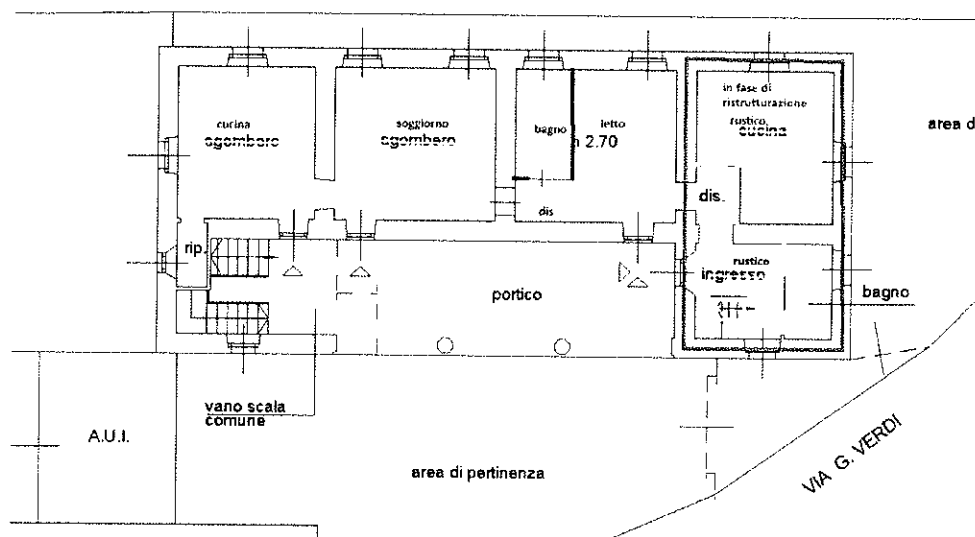 in fase di
ristrutturazione
cucina
sgombero
soggiorno
sgombero
bagno
letto
h 2.70
rustico
cucina
area d
dis
dis.
rip.
rustico
ingresso
portico
bagno
vano scala
comune
A.U.I.
area di pertinenza
VIA G. VERDI